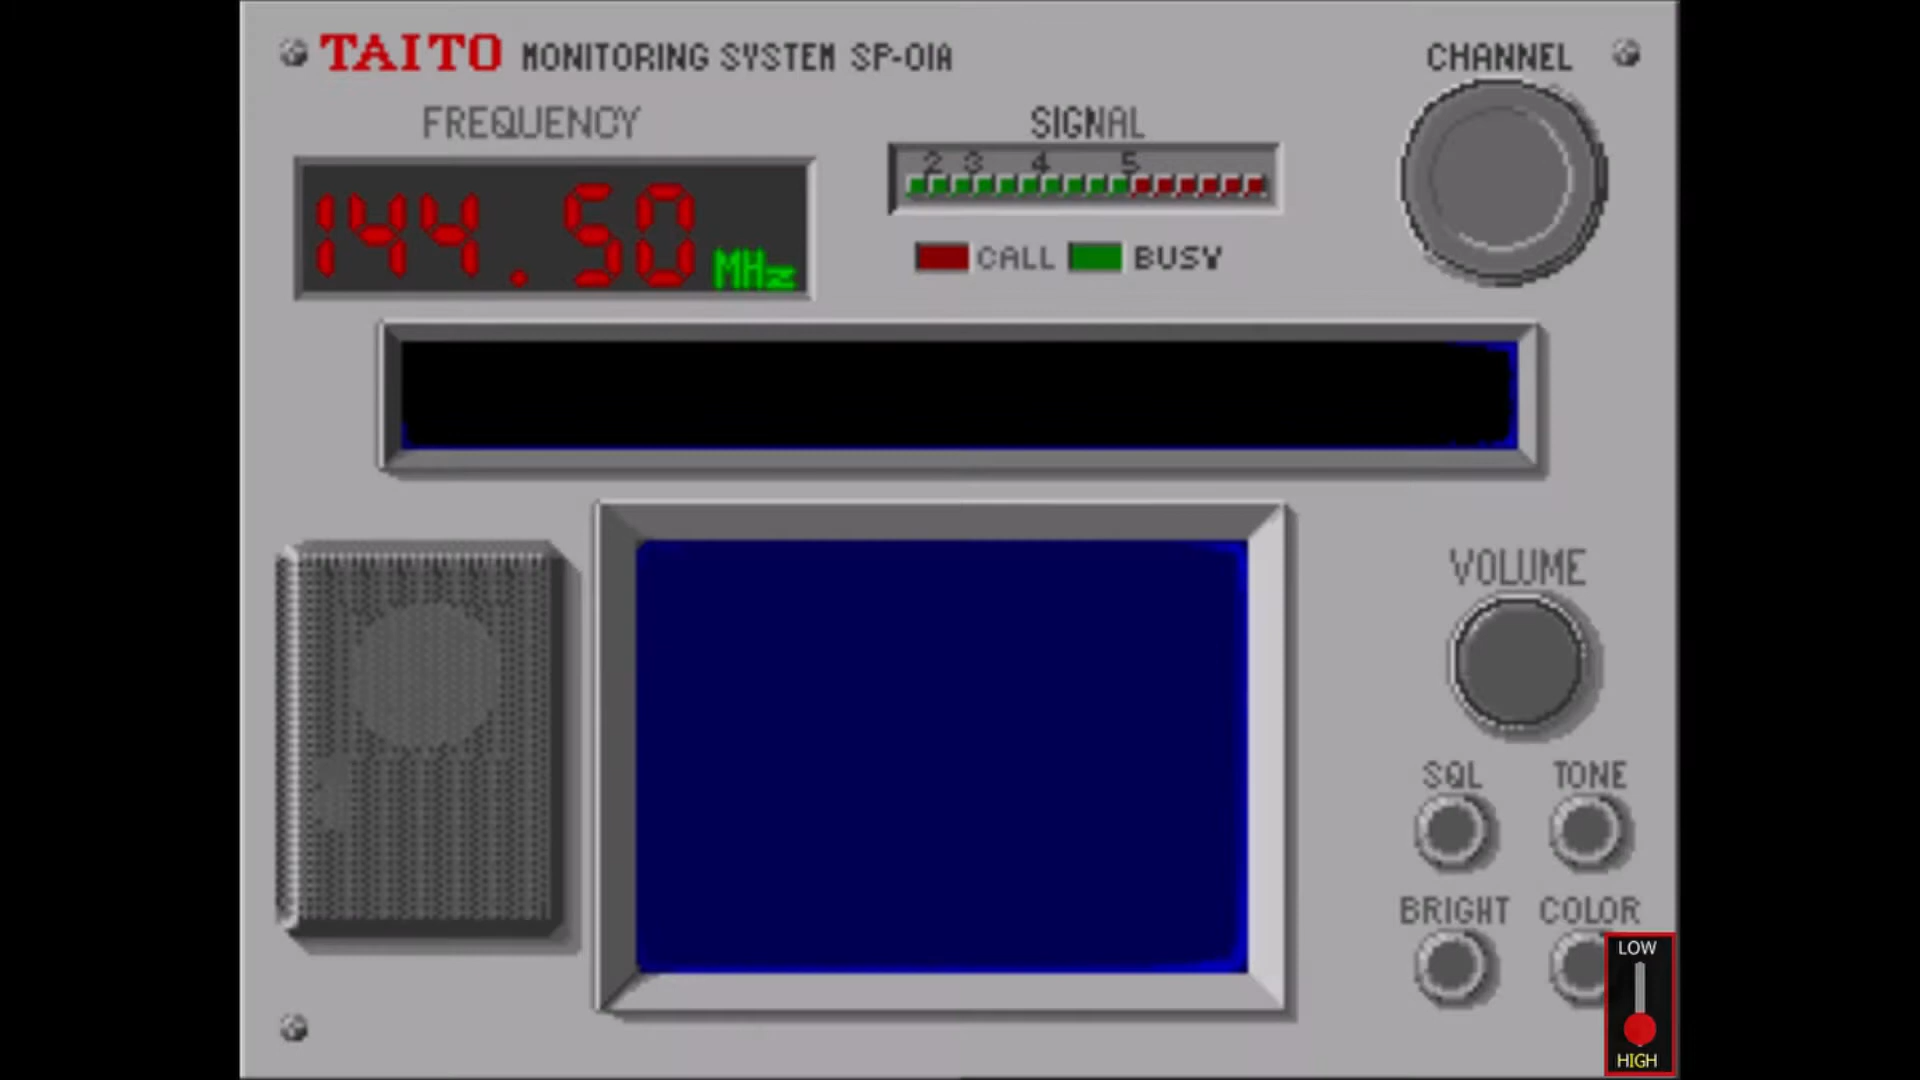 TAITO MONITORING SYSTEM SP-01A
CHANNEL
FREQUENCY
SIGNAL
2 3 4 5
144.50 MHz
CALL BUSY
VOLUME
SQL TONE
BRIGHT COLOR
LOW
HIGH